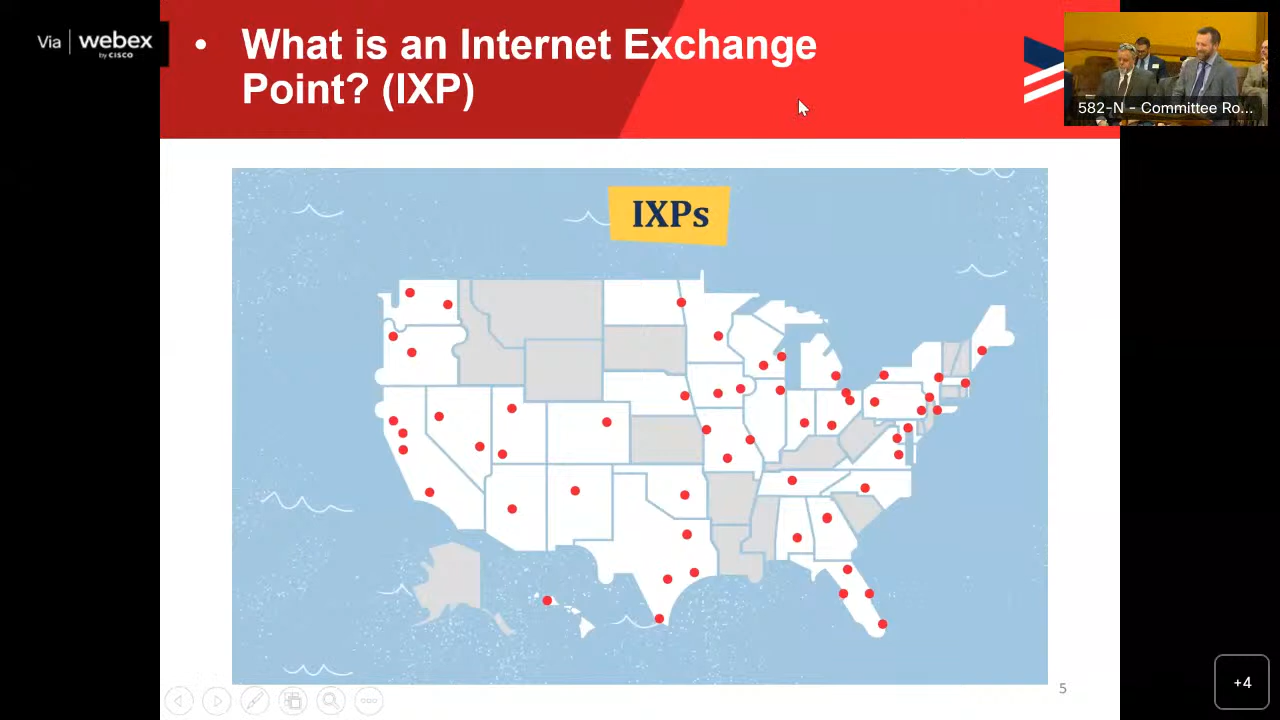 Via | webex
by CISCO
• What is an Internet Exchange
Point? (IXP)
582-N - Committee Ro...
IXPs
5
+4